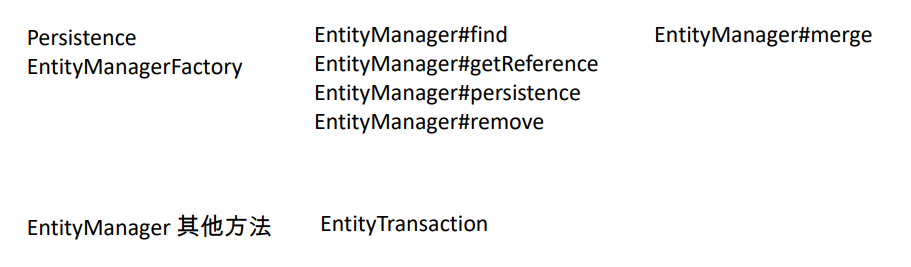 Persistence
EntityManagerFactory
EntityManager#find
EntityManager#getReference
EntityManager#persistence
EntityManager#remove
EntityManager#merge
EntityManager 其他方法
EntityTransaction